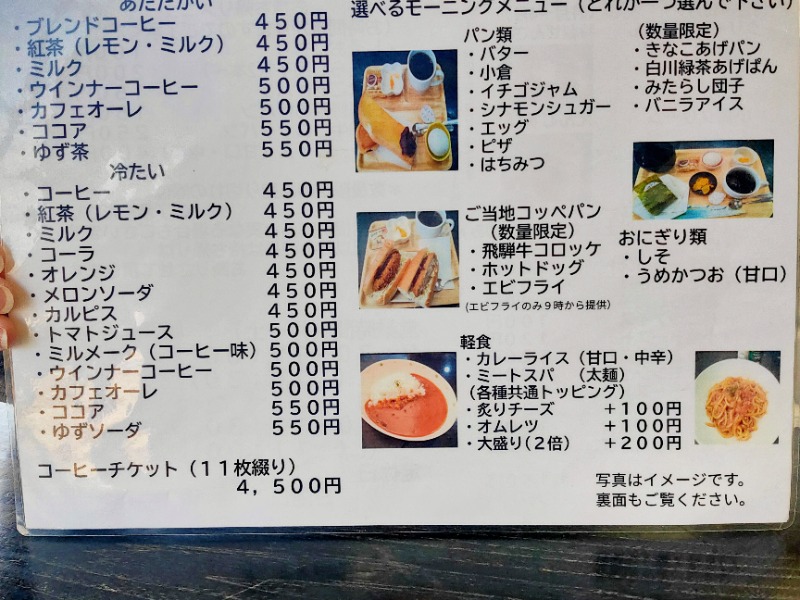 あたたかい
・ブレンドコーヒー 450円
・紅茶（レモン・ミルク） 450円
・ミルク 450円
・ウインナーコーヒー 500円
・カフェオーレ 500円
・ココア 550円
・ゆず茶 550円
冷たい
・コーヒー 450円
・紅茶（レモン・ミルク） 450円
・ミルク 450円
・コーラ 450円
・オレンジ 450円
・メロンソーダ 450円
・カルピス 450円
・トマトジュース 500円
・ミルメーク（コーヒー味） 500円
・ウインナーコーヒー 500円
・カフェオーレ 500円
・ココア 550円
・ゆずソーダ 550円
コーヒーチケット（11枚綴り）
4，500円
選べるモーニングメニュー（どれか一つ選んで下さい）
パン類
・バター
・小倉
・イチゴジャム
・シナモンシュガー
・エッグ
・ピザ
・はちみつ
（数量限定）
・きなこあげパン
・白川緑茶あげぱん
・みたらし団子
・バニラアイス
ご当地コッペパン
（数量限定）
・飛騨牛コロッケ
・ホットドッグ
・エビフライ
(エビフライのみ９時から提供)
おにぎり類
・しそ
・うめかつお（甘口）
軽食
・カレーライス（甘口・中辛）
・ミートスパ （太麺）
（各種共通トッピング）
・炙りチーズ ＋100円
・オムレツ ＋100円
・大盛り(２倍) ＋200円
写真はイメージです。
裏面もご覧ください。